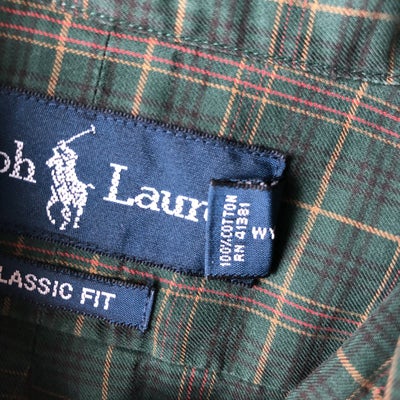 ph Laur
100% COTTON
RN 41381
WY
LASSIC FIT